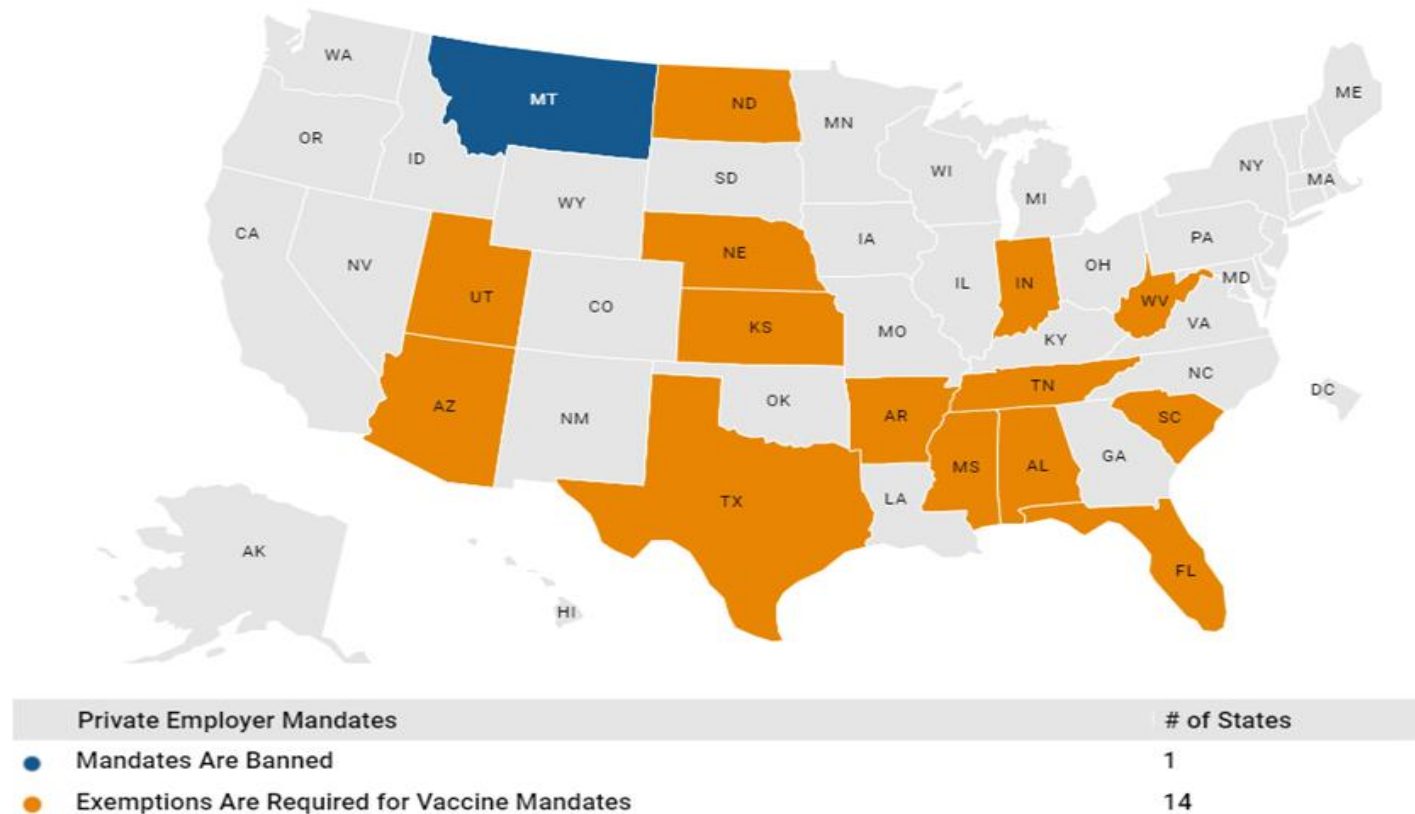 WA
MT
ND
ME
MN
OR
ID
WI
NY
SD
MA
MI
WY
CA
IA
PA
NE
NV
OH
MD
IL
IN
UT
CO
WV
VA
KS
MO
KY
NC
TN
DC
OK
AZ
AR
SC
NM
GA
MS
AL
TX
LA
AK
FL
HI
Private Employer Mandates # of States
Mandates Are Banned 1
Exemptions Are Required for Vaccine Mandates 14